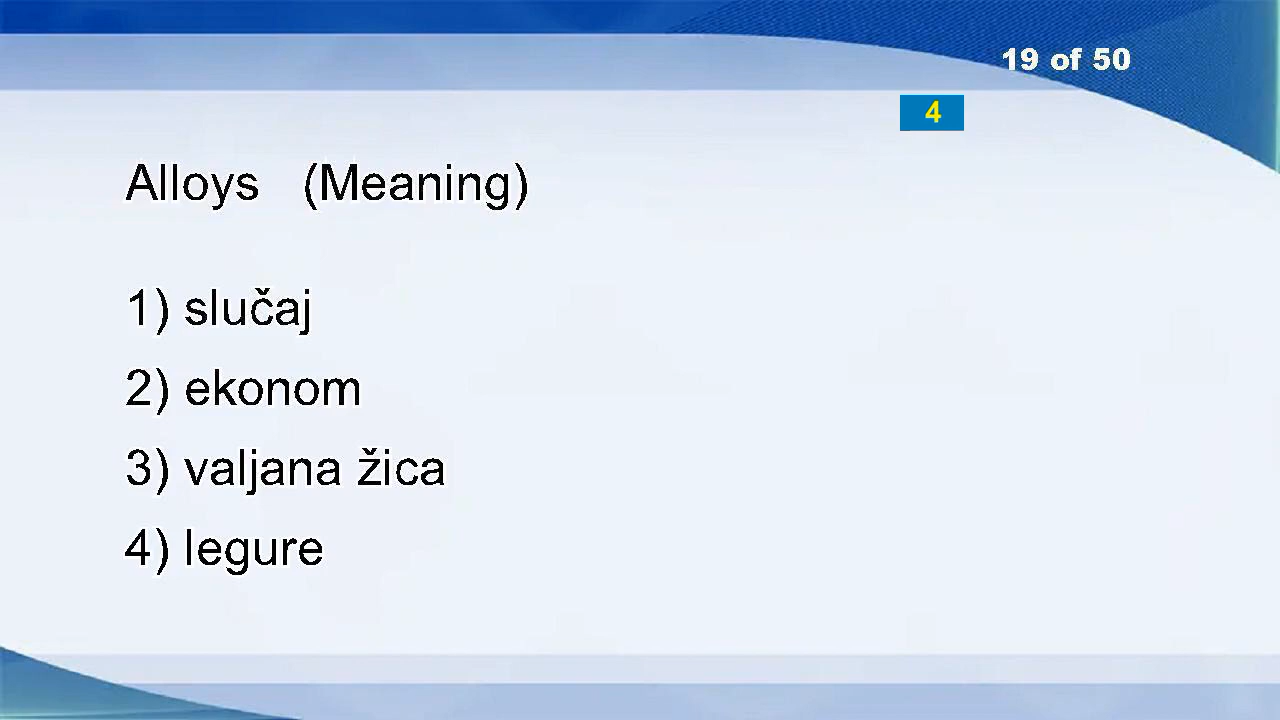 19 of 50
4
Alloys (Meaning)
1) slučaj
2) ekonom
3) valjana žica
4) legure